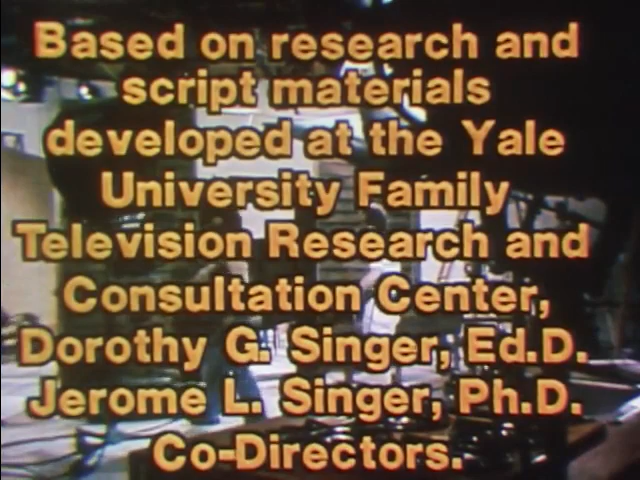 Based on research and
script materials
developed at the Yale
University Family
Television Research and
Consultation Center,
Dorothy G. Singer, Ed.D.
Jerome L. Singer, Ph.D.
Co-Directors.